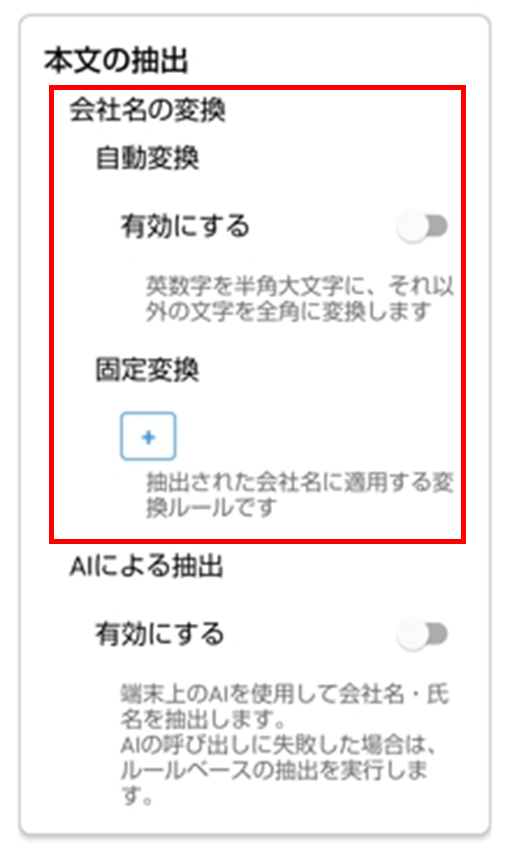 本文の抽出
会社名の変換
自動変換
有効にする
英数字を半角大文字に、それ以
外の文字を全角に変換します
固定変換
+
抽出された会社名に適用する変
換ルールです
AIによる抽出
有効にする
端末上のAIを使用して会社名・氏
名を抽出します。
AIの呼び出しに失敗した場合は、
ルールベースの抽出を実行しま
す。